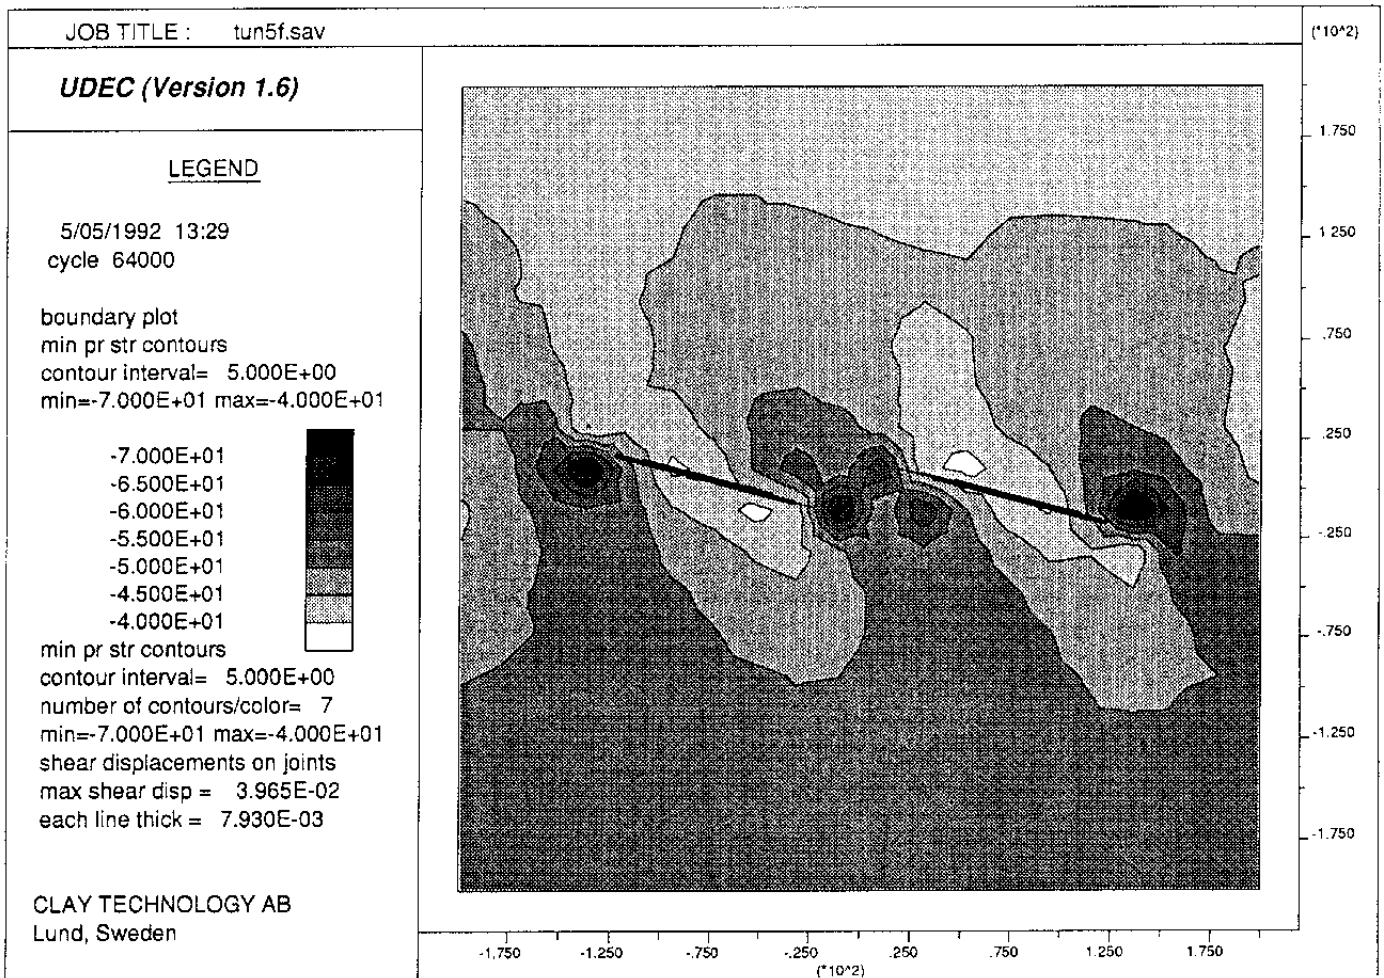 JOB TITLE : tun5f.sav
(*10^2)
UDEC (Version 1.6)
LEGEND
5/05/1992 13:29
cycle 64000
boundary plot
min pr str contours
contour interval= 5.000E+00
min=-7.000E+01 max=-4.000E+01
-7.000E+01
-6.500E+01
-6.000E+01
-5.500E+01
-5.000E+01
-4.500E+01
-4.000E+01
min pr str contours
contour interval= 5.000E+00
number of contours/color= 7
min=-7.000E+01 max=-4.000E+01
shear displacements on joints
max shear disp = 3.965E-02
each line thick = 7.930E-03
CLAY TECHNOLOGY AB
Lund, Sweden
1.750
1.250
.750
.250
-.250
-.750
-1.250
-1.750
-1.750 -1.250 -.750 -.250 .250 .750 1.250 1.750
(*10^2)